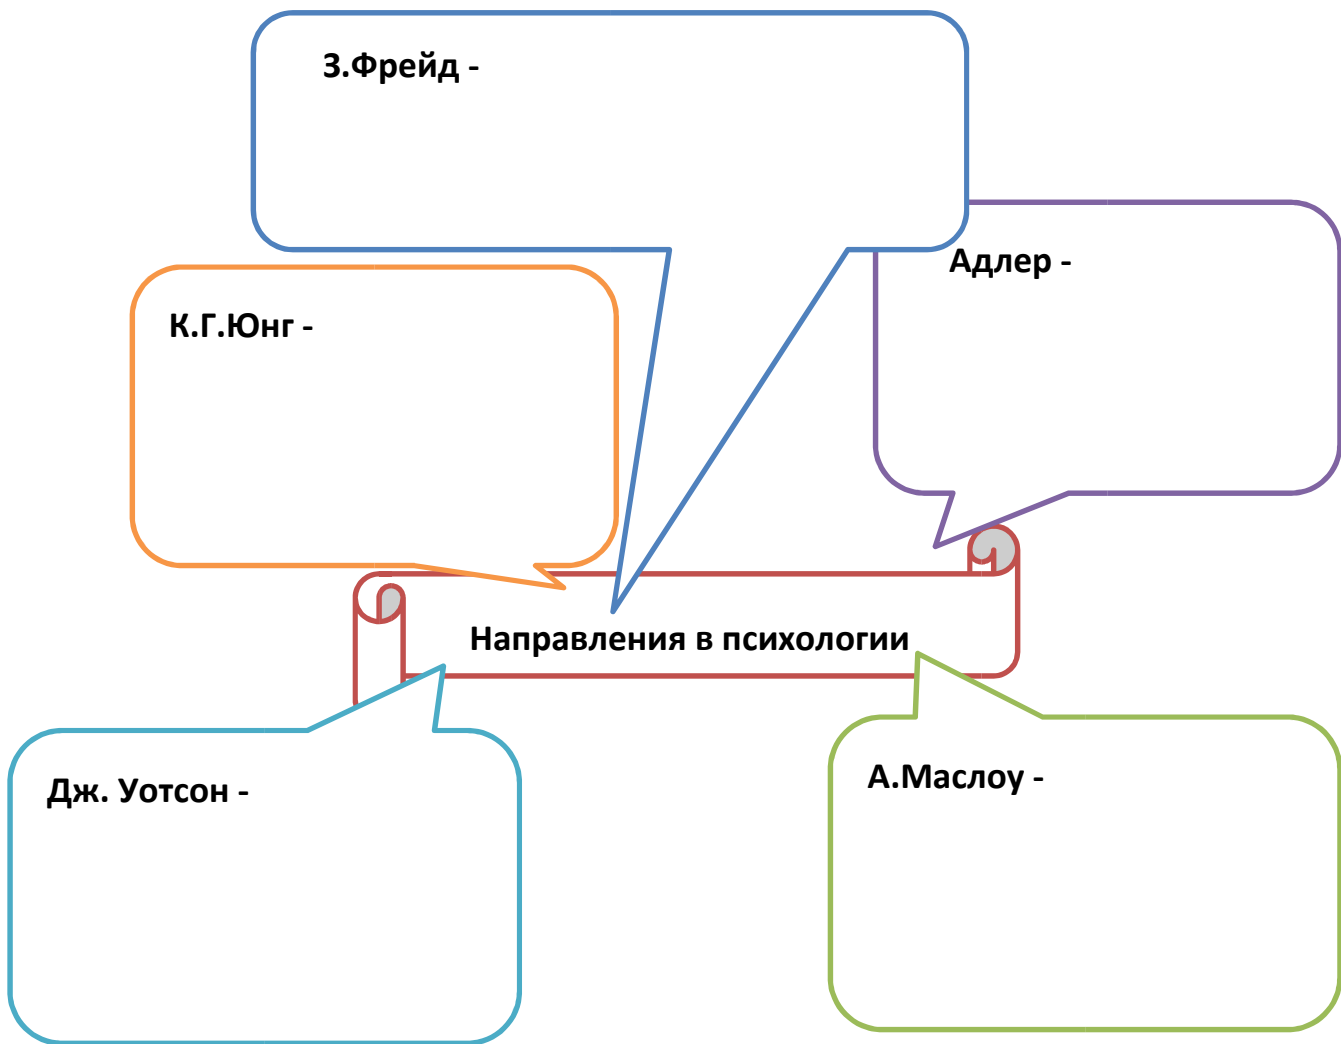 З.Фрейд -
Адлер -
К.Г.Юнг -
Направления в психологии
Дж. Уотсон -
А.Маслоу -